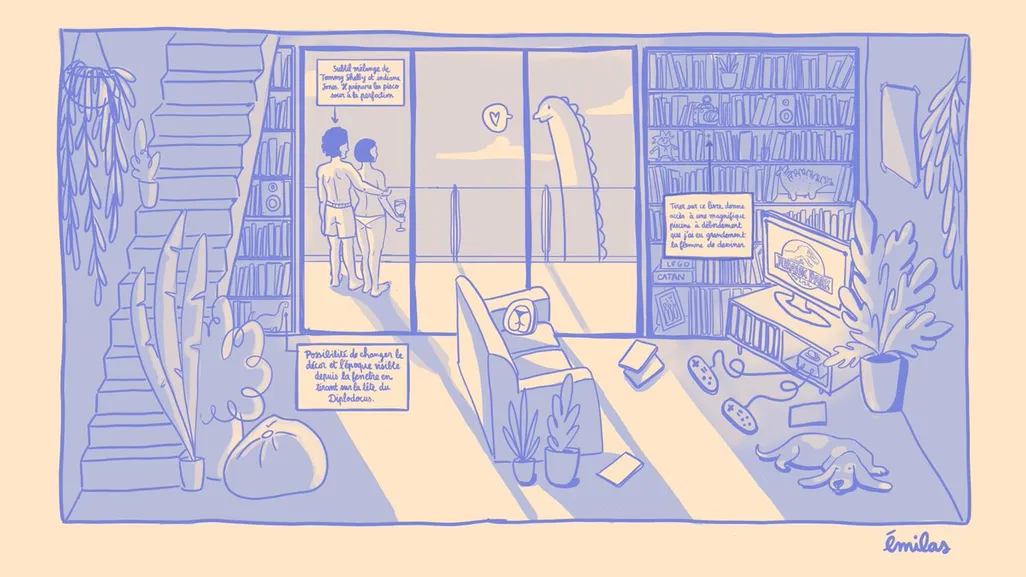 Subtil mélange de
Tommy Shelby et indiana
Jones. Il prépare les pisco
sour à la perfection
Tirer sur ce livre donne
accès à une magnifique
piscine à débordement
que j'ai eu grandement
la flemme de dessiner
LEGO
CATAN
JURASSIC PARK
Possibilité de changer le
décor et l'époque visible
depuis la fenêtre en
tirant sur la tête du
Diplodocus.
émilas